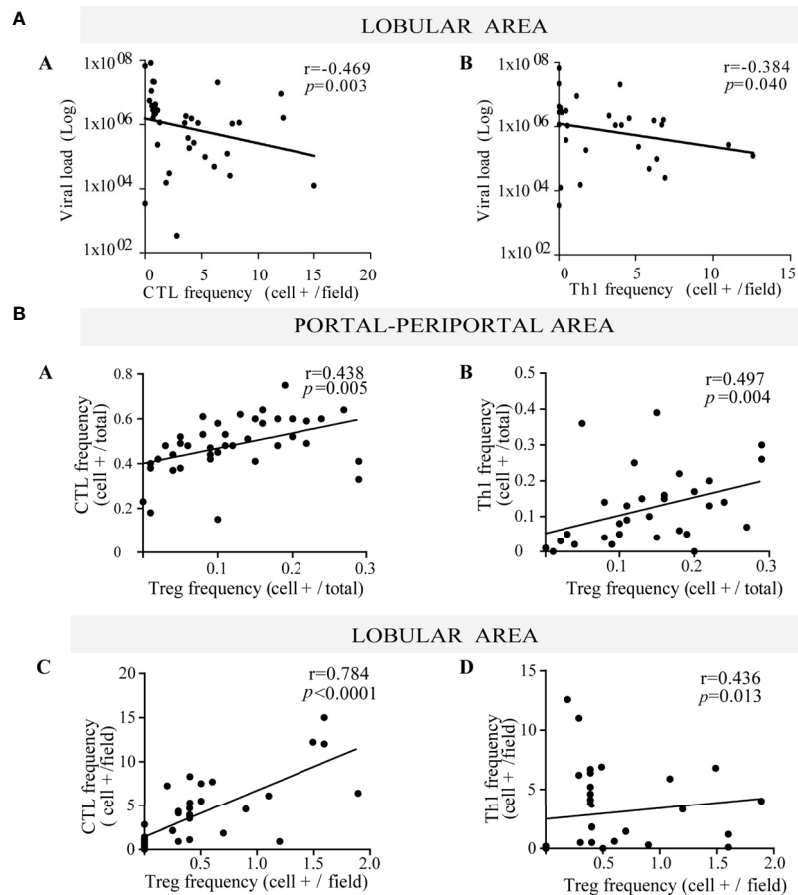 A
LOBULAR AREA
A
1x10 08
1x10 06
1x10 04
1x10 02
Viral load (Log)
r=-0.469
p=0.003
0 5 10 15 20
CTL frequency (cell + / field)
B
1x10 08
1x10 06
1x10 04
1x10 02
Viral load (Log)
r=-0.384
p=0.040
0 5 10 15
Th1 frequency (cell + / field)
B
PORTAL-PERIPORTAL AREA
A
0.8
0.6
0.4
0.2
0
CTL frequency
(cell + / total)
r=0.438
p=0.005
0.1 0.2 0.3
Treg frequency (cell + / total)
B
0.5
0.4
0.3
0.2
0.1
0
Th1 frequency
(cell + / total)
r=0.497
p=0.004
0.1 0.2 0.3
Treg frequency (cell + / total)
LOBULAR AREA
C
20
15
10
5
0
CTL frequency
( cell + /field)
r=0.784
p<0.0001
0.5 1.0 1.5 2.0
Treg frequency (cell + / field)
D
15
10
5
0
Th1 frequency
(cell + /field)
r=0.436
p=0.013
0.5 1.0 1.5 2.0
Treg frequency (cell + / field)